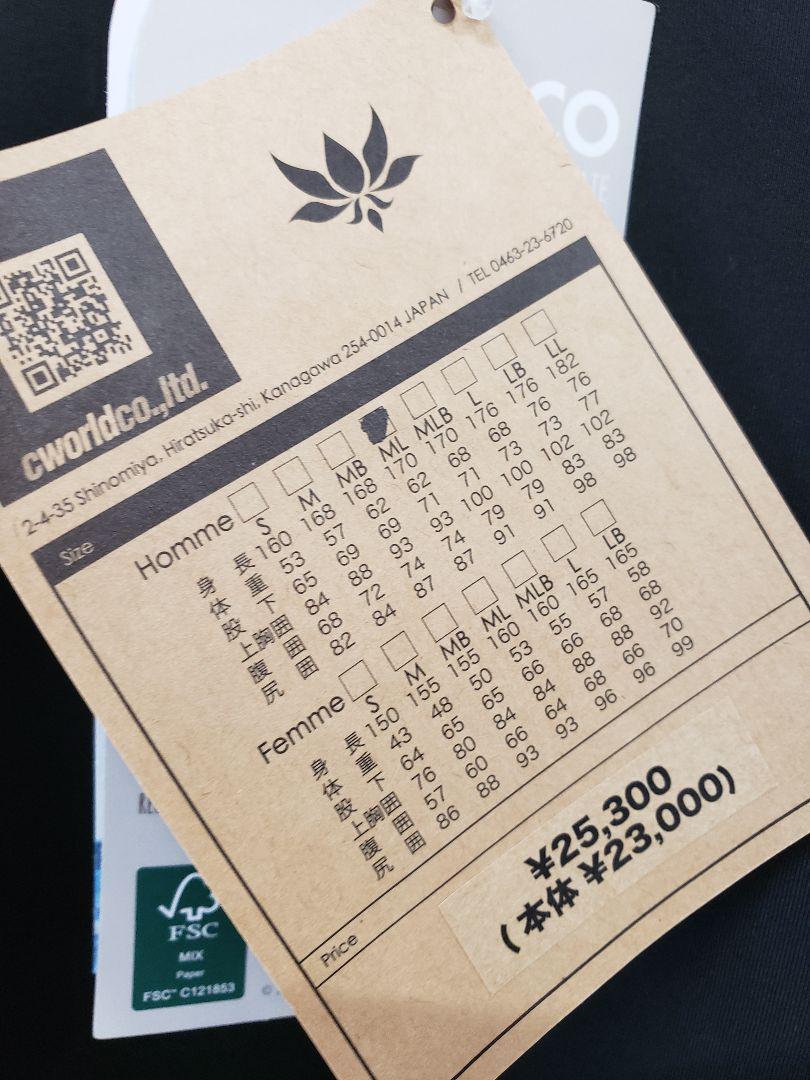 CO
cworldco.,ltd.
2-4-35 Shinomiya, Hiratsuka-shi, Kanagawa 254-0014 JAPAN / TEL 0463-23-6720
Size
Homme S M MB ML MLB L LB LL
身長 160 168 168 170 170 176 176 182
体重 53 57 62 62 68 68 76 76
股下 65 69 69 71 71 73 73 77
上胸囲 84 88 93 93 100 100 102 102
腹囲 68 72 74 74 79 79 83 83
尻囲 82 84 87 87 91 91 98 98
Femme S M MB ML MLB L LB
身長 150 155 155 160 160 165 165
体重 43 48 50 53 55 57 58
股下 64 65 65 66 66 68 68
上胸囲 76 80 84 84 88 88 92
腹囲 57 60 66 64 68 66 70
尻囲 86 88 93 93 96 96 99
Price
¥25,300
(本体 ¥23,000)
FSC
MIX
Paper
FSC™ C121853
©